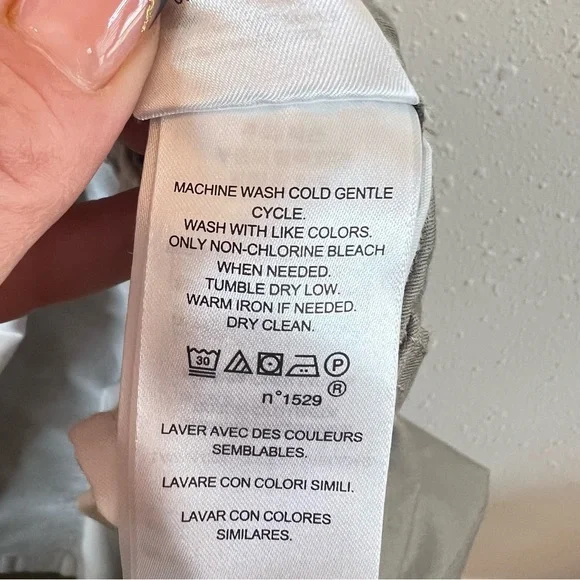 MACHINE WASH COLD GENTLE
CYCLE.
WASH WITH LIKE COLORS.
ONLY NON-CHLORINE BLEACH
WHEN NEEDED.
TUMBLE DRY LOW.
WARM IRON IF NEEDED.
DRY CLEAN.
30 P
®
n°1529
LAVER AVEC DES COULEURS
SEMBLABLES.
LAVARE CON COLORI SIMILI.
LAVAR CON COLORES
SIMILARES.